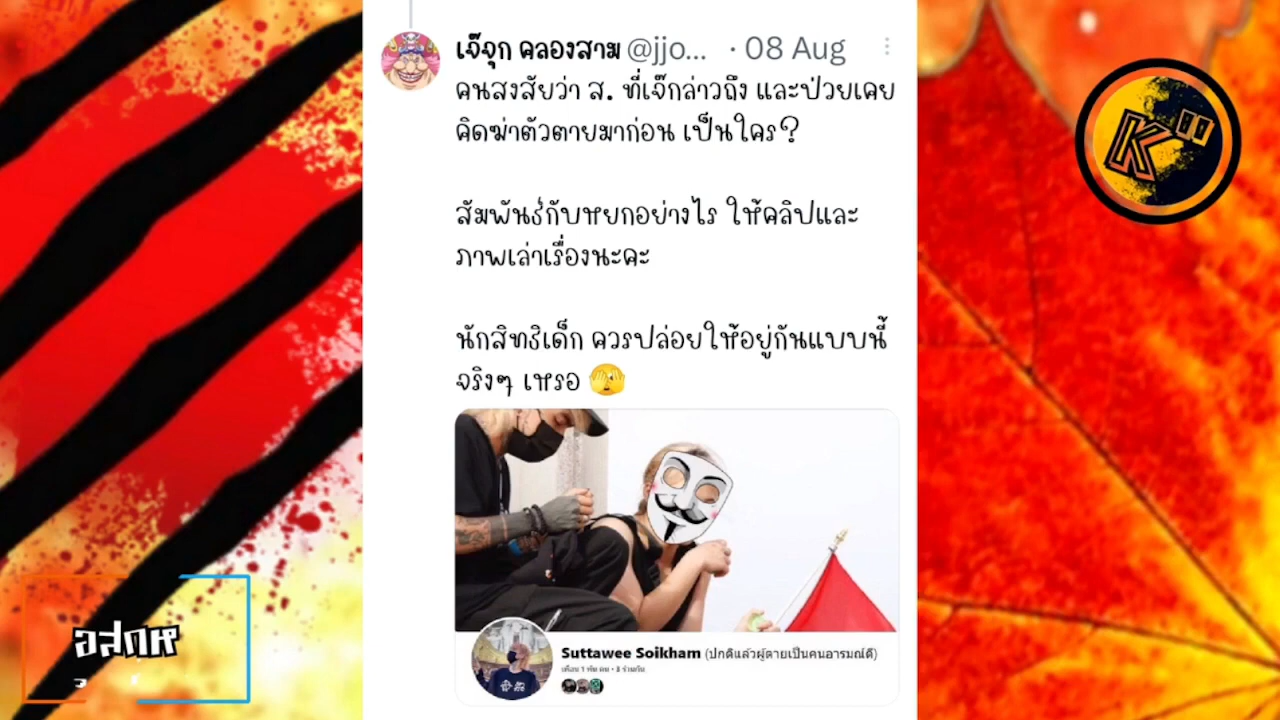 เจ๊จุก คลองสาม @jjo... · 08 Aug
คนสงสัยว่า ส. ที่เจ๊กล่าวถึง และป่วยเคย
คิดฆ่าตัวตายมาก่อน เป็นใคร?
สัมพันธ์กับหยกอย่างไร ให้คลิปและ
ภาพเล่าเรื่องนะคะ
นักสิทธิเด็ก ควรปล่อยให้อยู่กันแบบนี้
จริงๆ เหรอ 🫣
Suttawee Soikham (ปกติแล้วผู้ตายเป็นคนอารมณ์ดี)
K"
อสกห